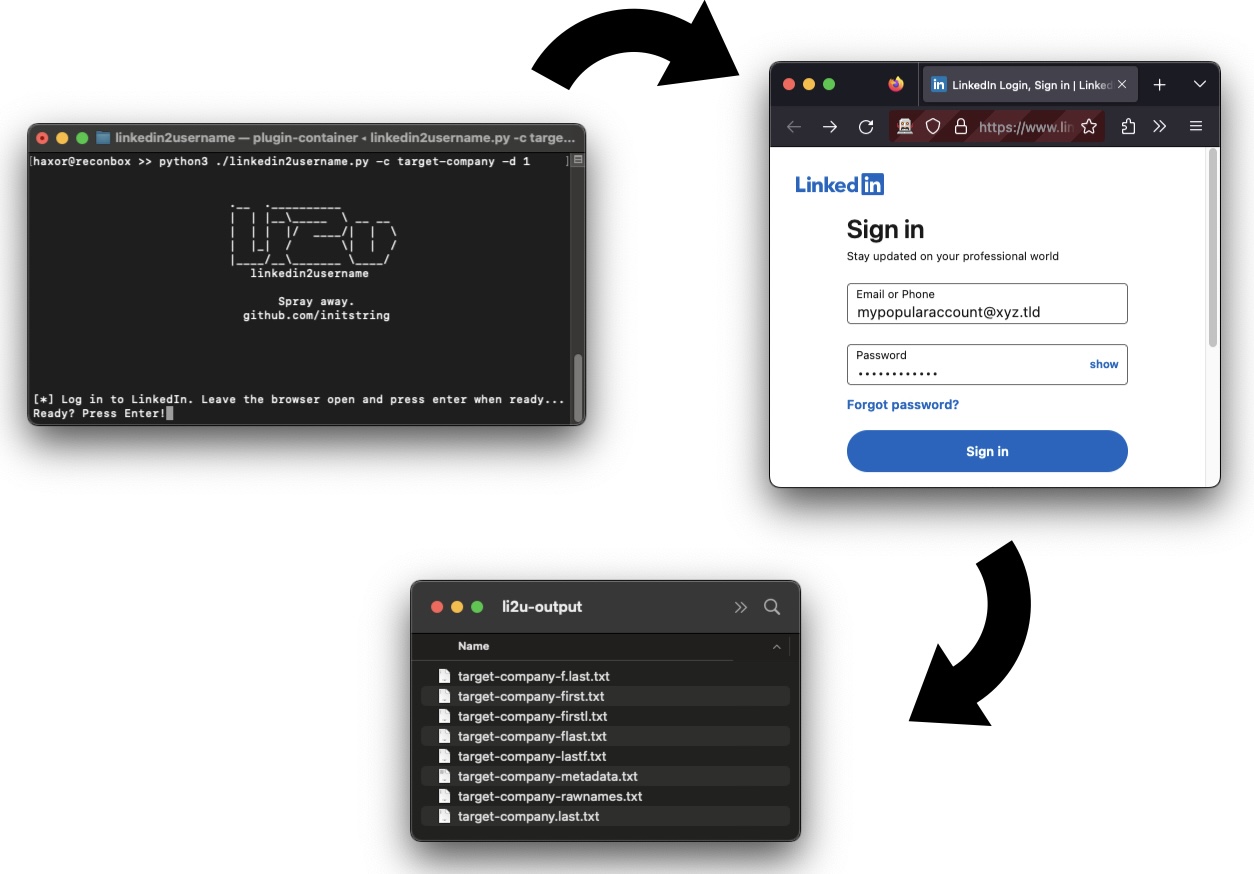 linkedin2username — plugin-container ◂ linkedin2username.py -c targe...
[haxor@reconbox >> python3 ./linkedin2username.py -c target-company -d 1 ]
li2u
linkedin2username
Spray away.
github.com/initstring
[*] Log in to LinkedIn. Leave the browser open and press enter when ready...
Ready? Press Enter!
LinkedIn Login, Sign in | Linked
https://www.lin
LinkedIn
Sign in
Stay updated on your professional world
Email or Phone
mypopularaccount@xyz.tld
Password
••••••••••••
show
Forgot password?
Sign in
li2u-output
Name
target-company-f.last.txt
target-company-first.txt
target-company-firstl.txt
target-company-flast.txt
target-company-lastf.txt
target-company-metadata.txt
target-company-rawnames.txt
target-company.last.txt